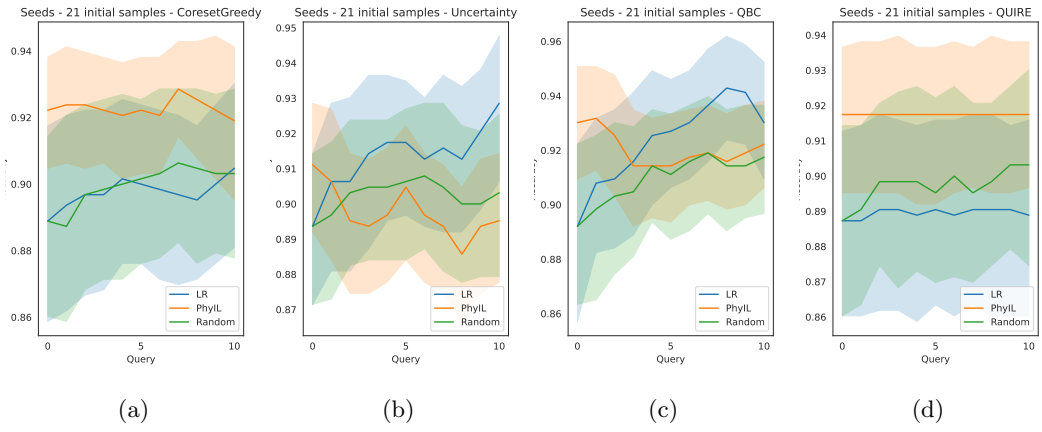 Seeds - 21 initial samples - CoresetGreedy
0.94
0.92
0.90
0.88
0.86
0
5
10
Query
LR
PhyIL
Random
(a)
Seeds - 21 initial samples - Uncertainty
0.95
0.94
0.93
0.92
0.91
0.90
0.89
0.88
0.87
0
5
10
Query
LR
PhyIL
Random
(b)
Seeds - 21 initial samples - QBC
0.96
0.94
0.92
0.90
0.88
0.86
0
5
10
Query
LR
PhyIL
Random
(c)
Seeds - 21 initial samples - QUIRE
0.94
0.93
0.92
0.91
0.90
0.89
0.88
0.87
0.86
0
5
10
Query
LR
PhyIL
Random
(d)